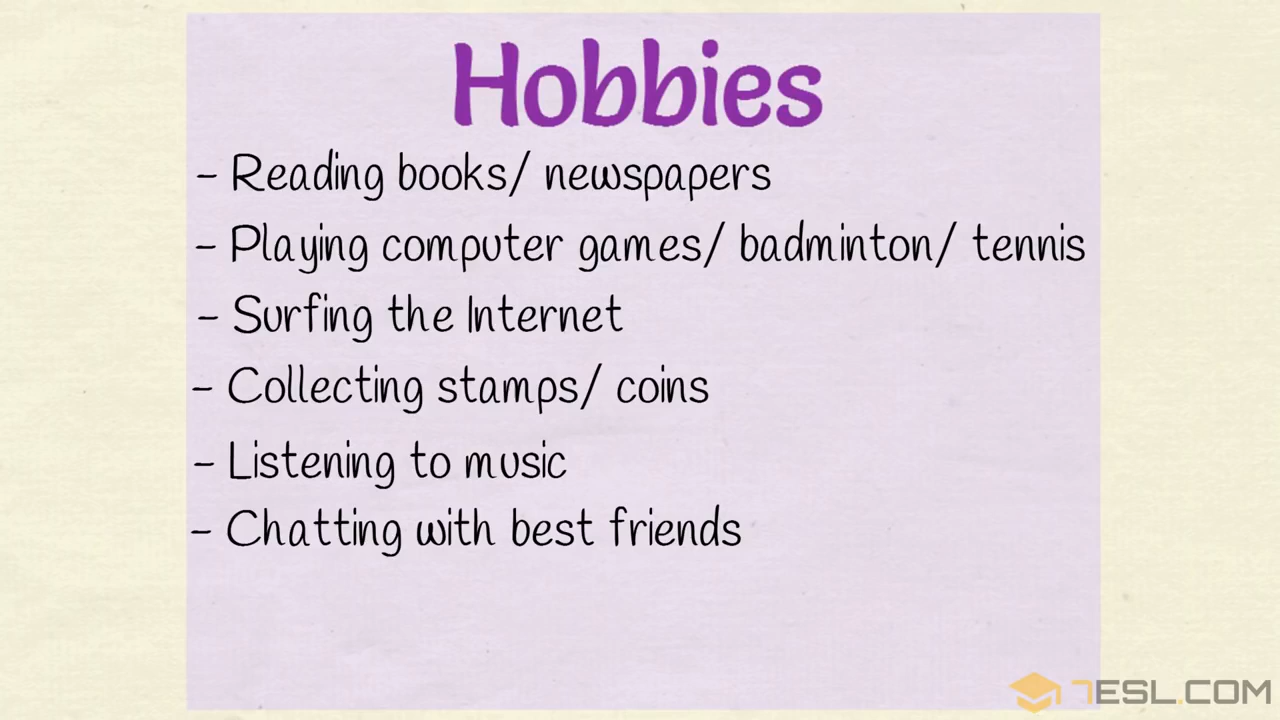 Hobbies
- Reading books/ newspapers
- Playing computer games/ badminton/ tennis
- Surfing the Internet
- Collecting stamps/ coins
- Listening to music
- Chatting with best friends
7ESL.COM